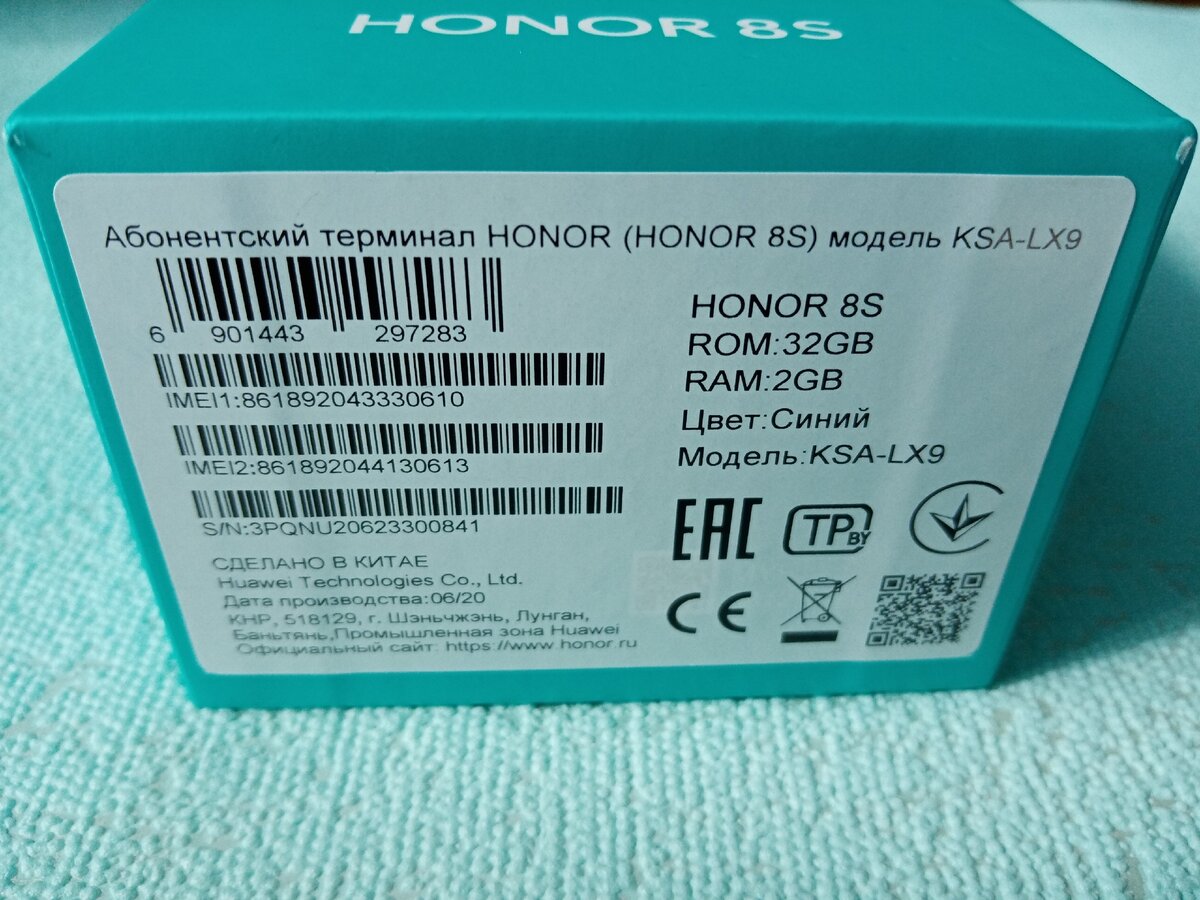 HONOR 8S
Абонентский терминал HONOR (HONOR 8S) модель KSA-LX9
6 901443 297283
IMEI1:861892043330610
IMEI2:861892044130613
S/N:3PQNU20623300841
СДЕЛАНО В КИТАЕ
Huawei Technologies Co., Ltd.
Дата производства:06/20
КНР, 518129, г. Шэньчжэнь, Лунган,
Баньтянь,Промышленная зона Huawei
Официальный сайт: https://www.honor.ru
HONOR 8S
ROM:32GB
RAM:2GB
Цвет:Синий
Модель:KSA-LX9
EAC
TP BY
CE